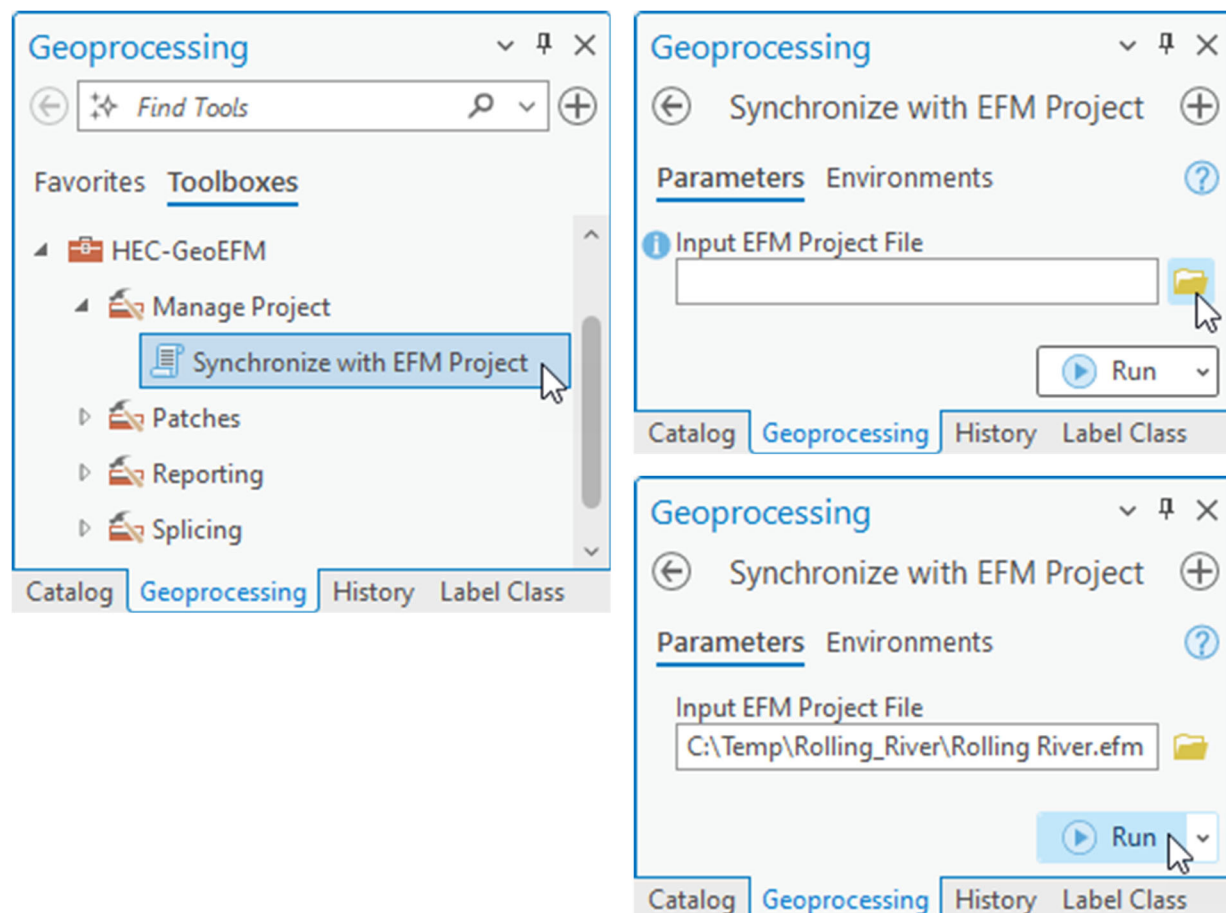 Geoprocessing
Find Tools
Favorites Toolboxes
HEC-GeoEFM
Manage Project
Synchronize with EFM Project
Patches
Reporting
Splicing
Catalog Geoprocessing History Label Class
Geoprocessing
Synchronize with EFM Project
Parameters Environments
Input EFM Project File
Run
Catalog Geoprocessing History Label Class
Geoprocessing
Synchronize with EFM Project
Parameters Environments
Input EFM Project File
C:\Temp\Rolling_River\Rolling River.efm
Run
Catalog Geoprocessing History Label Class